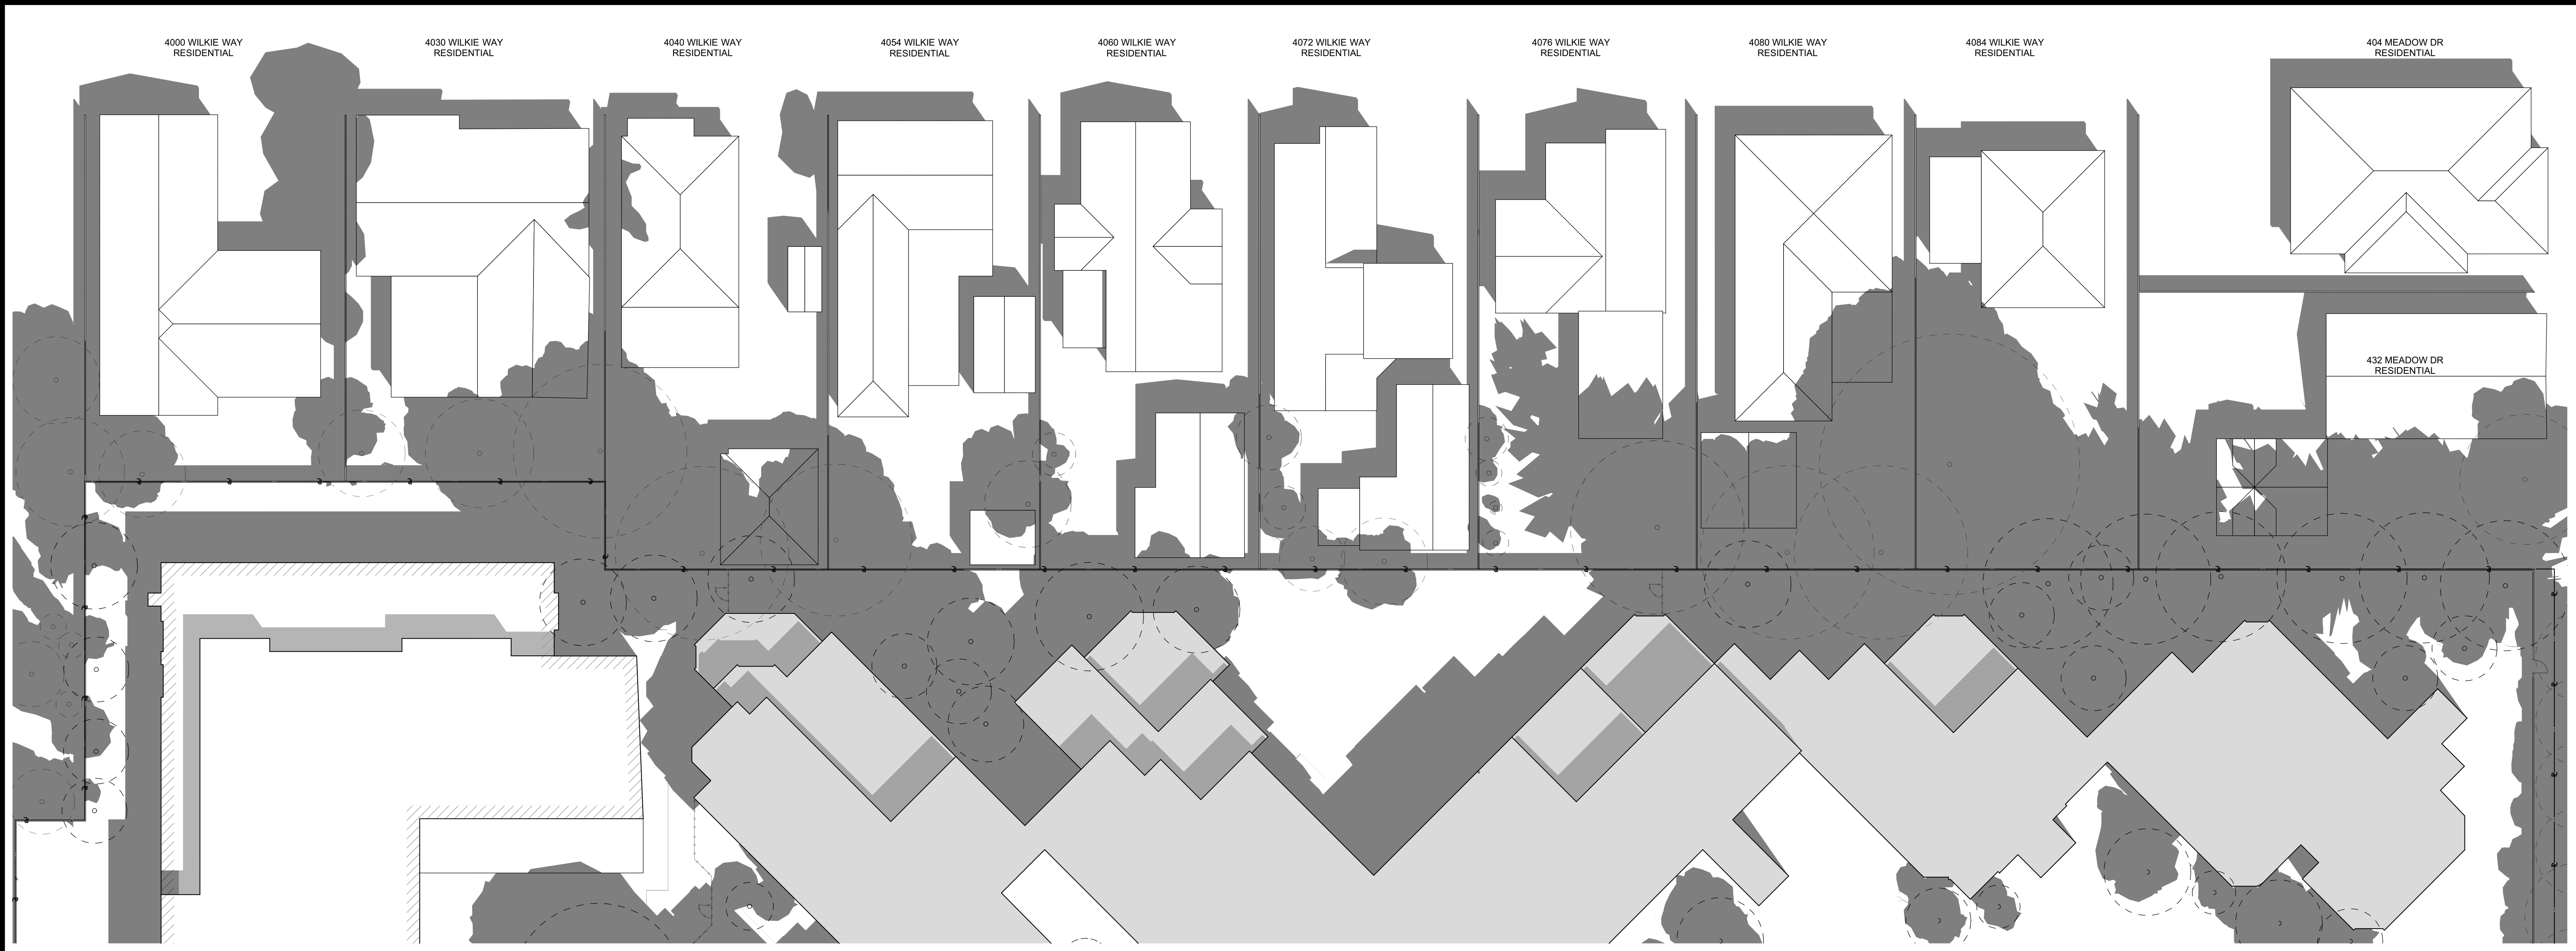 4000 WILKIE WAY
RESIDENTIAL
4030 WILKIE WAY
RESIDENTIAL
4040 WILKIE WAY
RESIDENTIAL
4054 WILKIE WAY
RESIDENTIAL
4060 WILKIE WAY
RESIDENTIAL
4072 WILKIE WAY
RESIDENTIAL
4076 WILKIE WAY
RESIDENTIAL
4080 WILKIE WAY
RESIDENTIAL
4084 WILKIE WAY
RESIDENTIAL
404 MEADOW DR
RESIDENTIAL
432 MEADOW DR
RESIDENTIAL